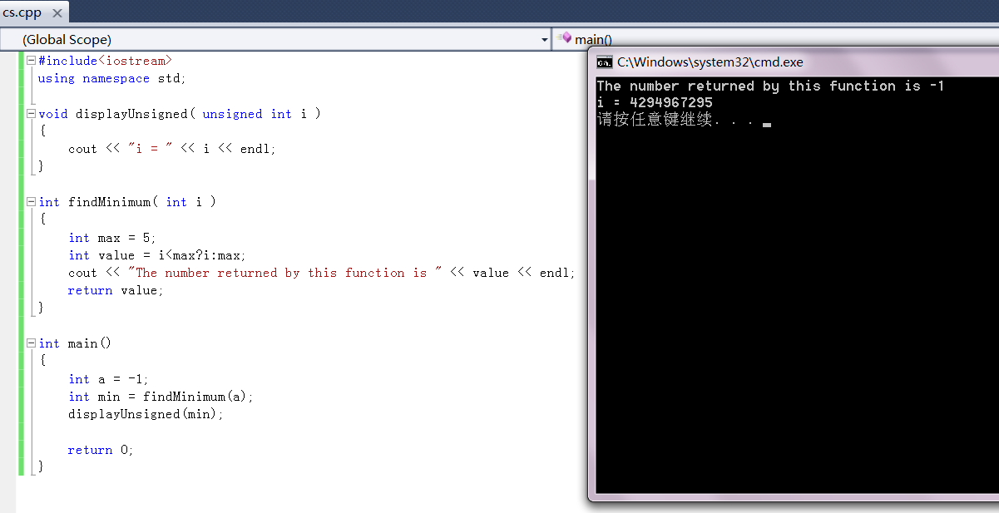 cs.cpp
(Global Scope)
main()
#include<iostream>
using namespace std;
void displayUnsigned( unsigned int i )
{
cout << "i = " << i << endl;
}
int findMinimum( int i )
{
int max = 5;
int value = i<max?i:max;
cout << "The number returned by this function is " << value << endl;
return value;
}
int main()
{
int a = -1;
int min = findMinimum(a);
displayUnsigned(min);
return 0;
}
C:\Windows\system32\cmd.exe
The number returned by this function is -1
i = 4294967295
请按任意键继续. . .